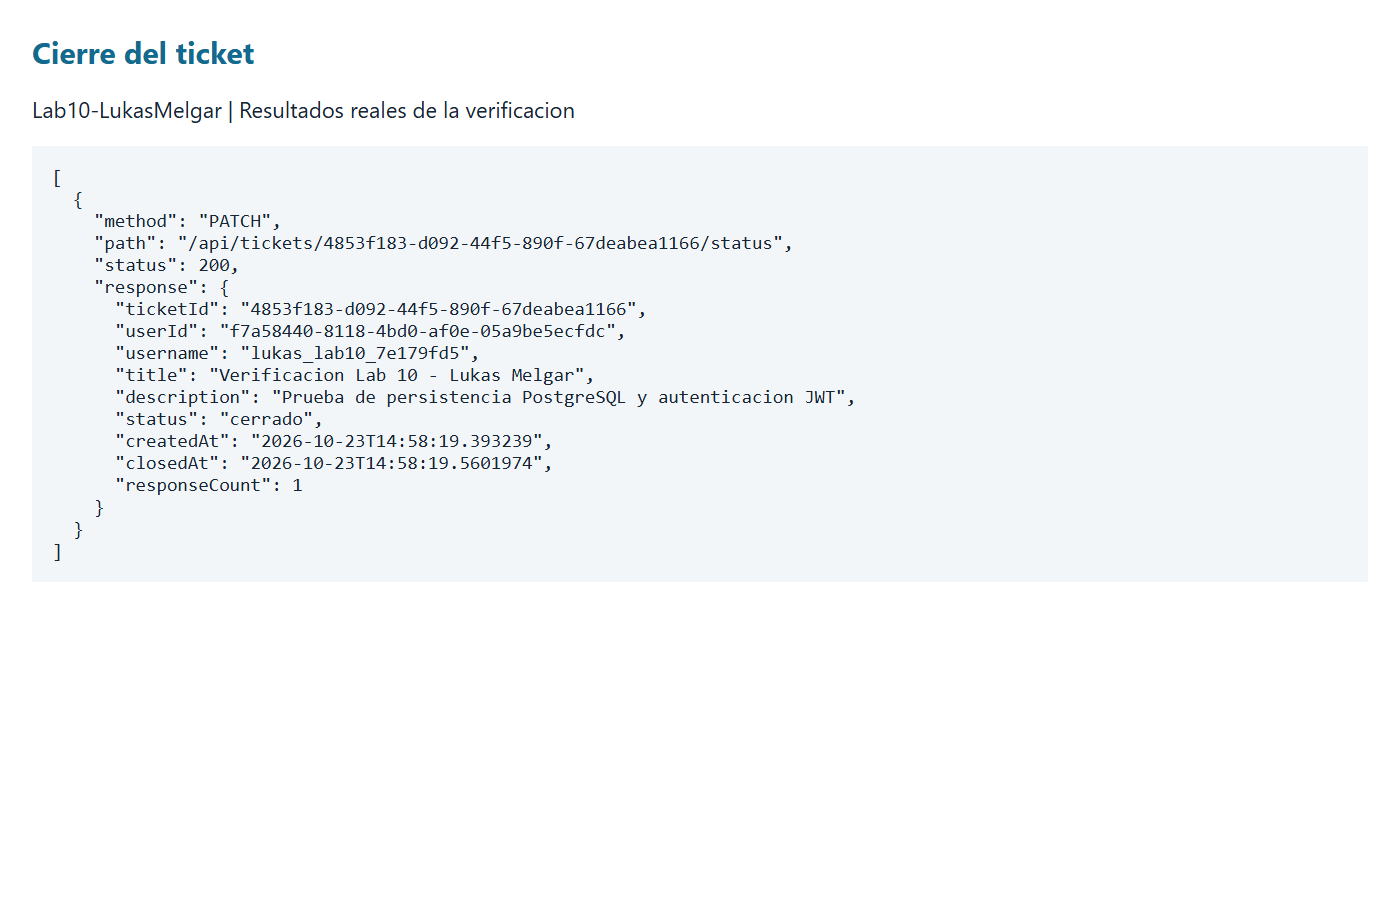 Cierre del ticket
Lab10-LukasMelgar | Resultados reales de la verificacion
[
  {
    "method": "PATCH",
    "path": "/api/tickets/4853f183-d092-44f5-890f-67deabea1166/status",
    "status": 200,
    "response": {
      "ticketId": "4853f183-d092-44f5-890f-67deabea1166",
      "userId": "f7a58440-8118-4bd0-af0e-05a9be5ecfdc",
      "username": "lukas_lab10_7e179fd5",
      "title": "Verificacion Lab 10 - Lukas Melgar",
      "description": "Prueba de persistencia PostgreSQL y autenticacion JWT",
      "status": "cerrado",
      "createdAt": "2026-10-23T14:58:19.393239",
      "closedAt": "2026-10-23T14:58:19.5601974",
      "responseCount": 1
    }
  }
]